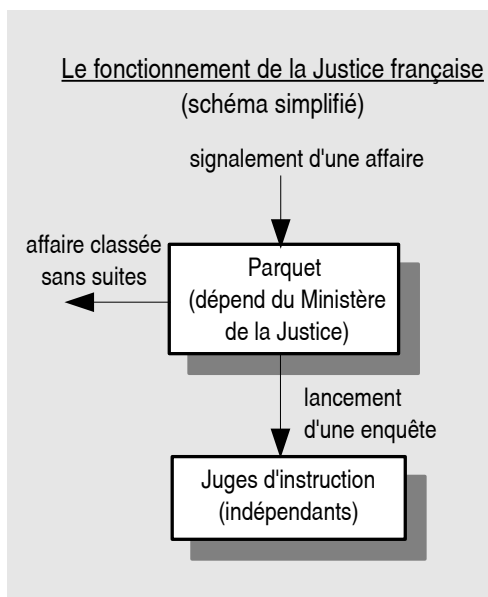 Le fonctionnement de la Justice française
(schéma simplifié)
signalement d'une affaire
affaire classée
sans suites
Parquet
(dépend du Ministère
de la Justice)
lancement
d'une enquête
Juges d'instruction
(indépendants)